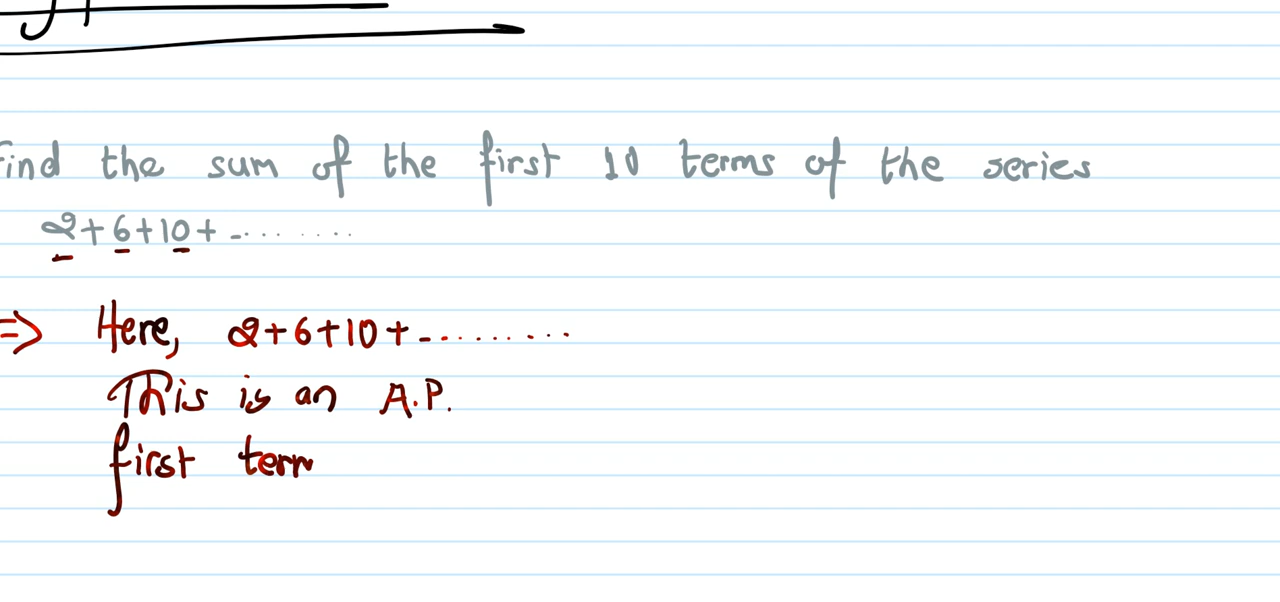 Find the sum of the first 10 terms of the series
2+6+10+-.......
=> Here, 2+6+10+-.........
This is an A.P.
first term